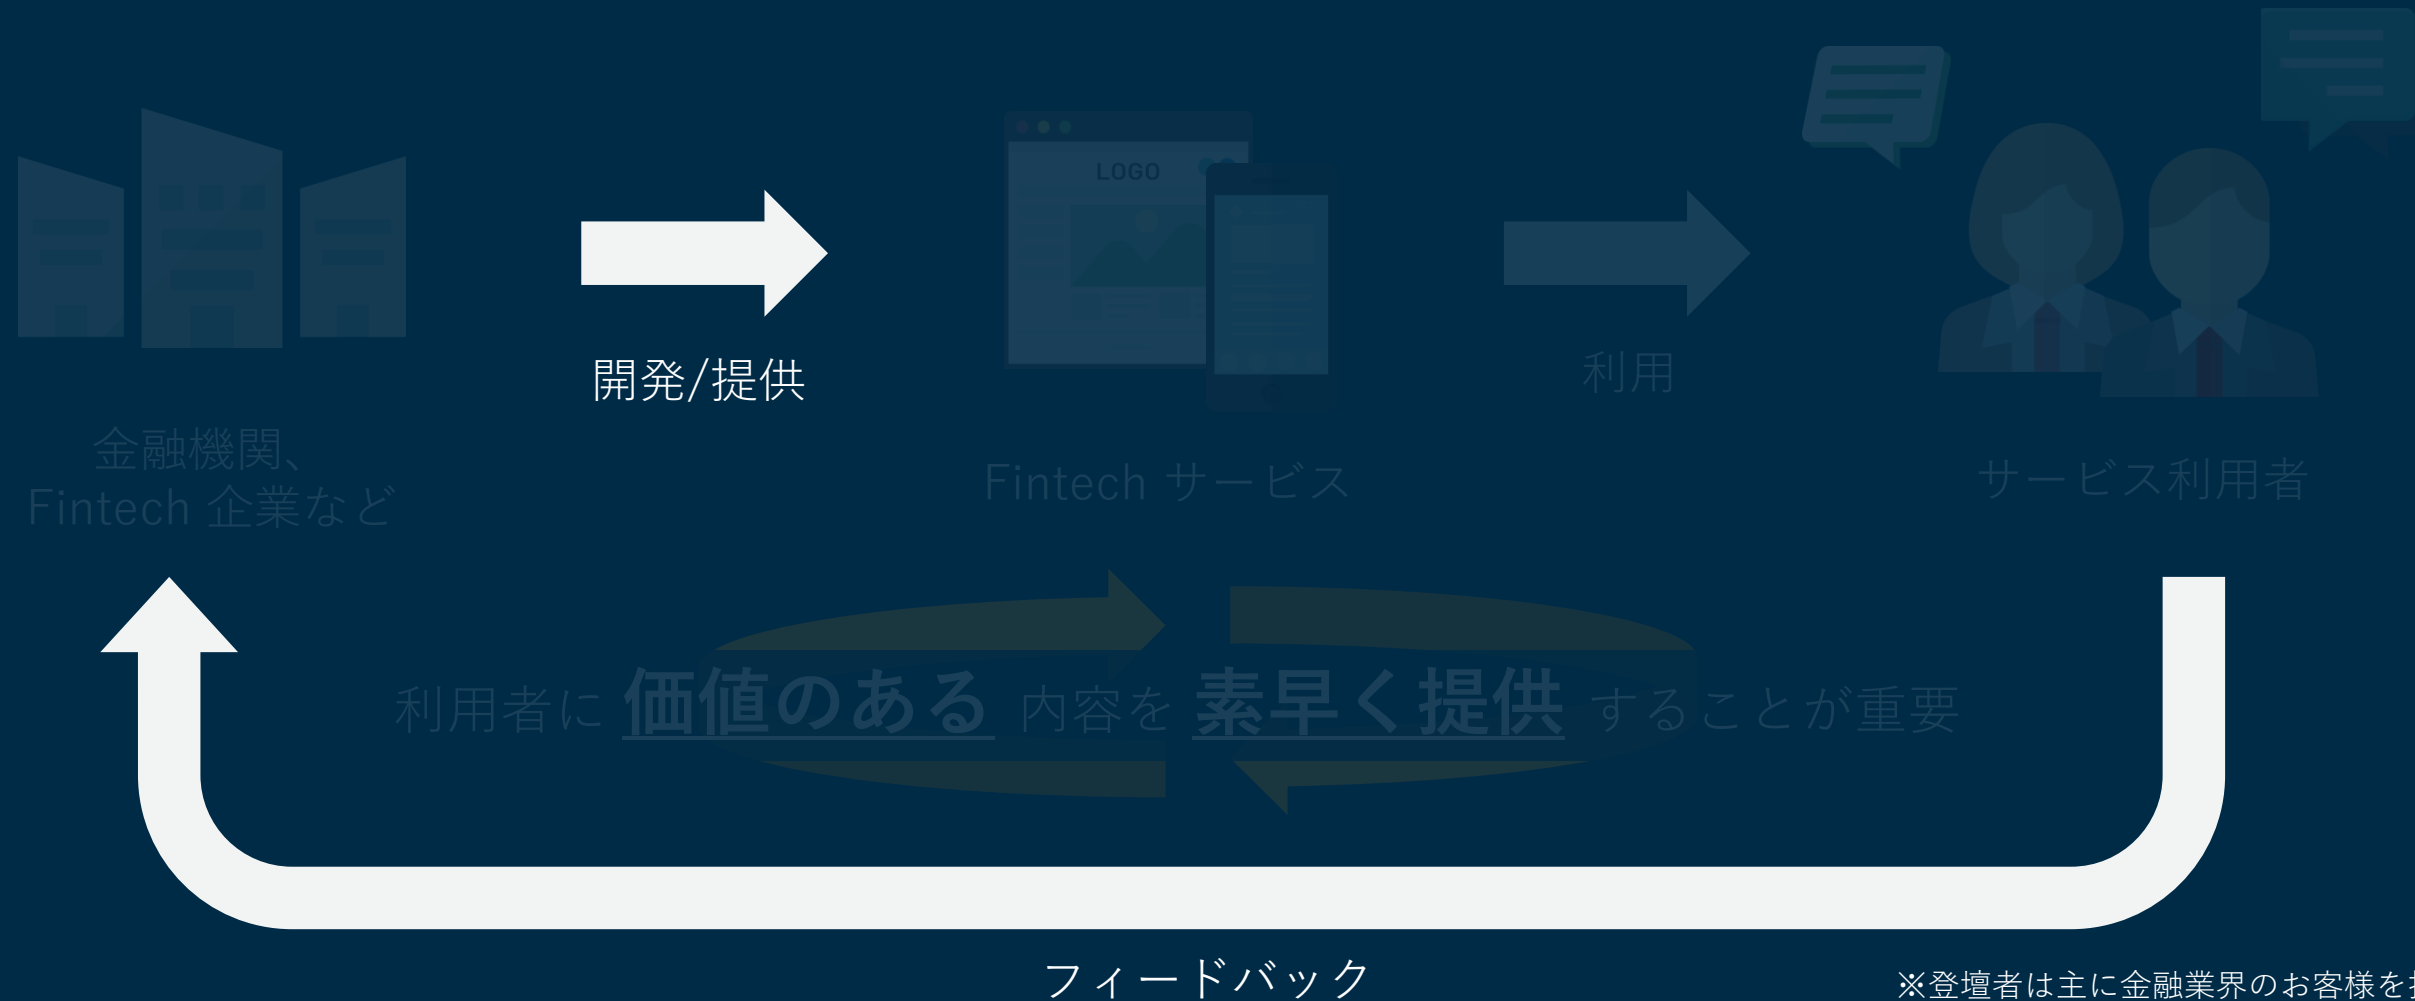 LOGO
開発/提供
利用
金融機関、
Fintech 企業など
Fintech サービス
サービス利用者
利用者に 価値のある 内容を 素早く提供 することが重要
フィードバック
※登壇者は主に金融業界のお客様を